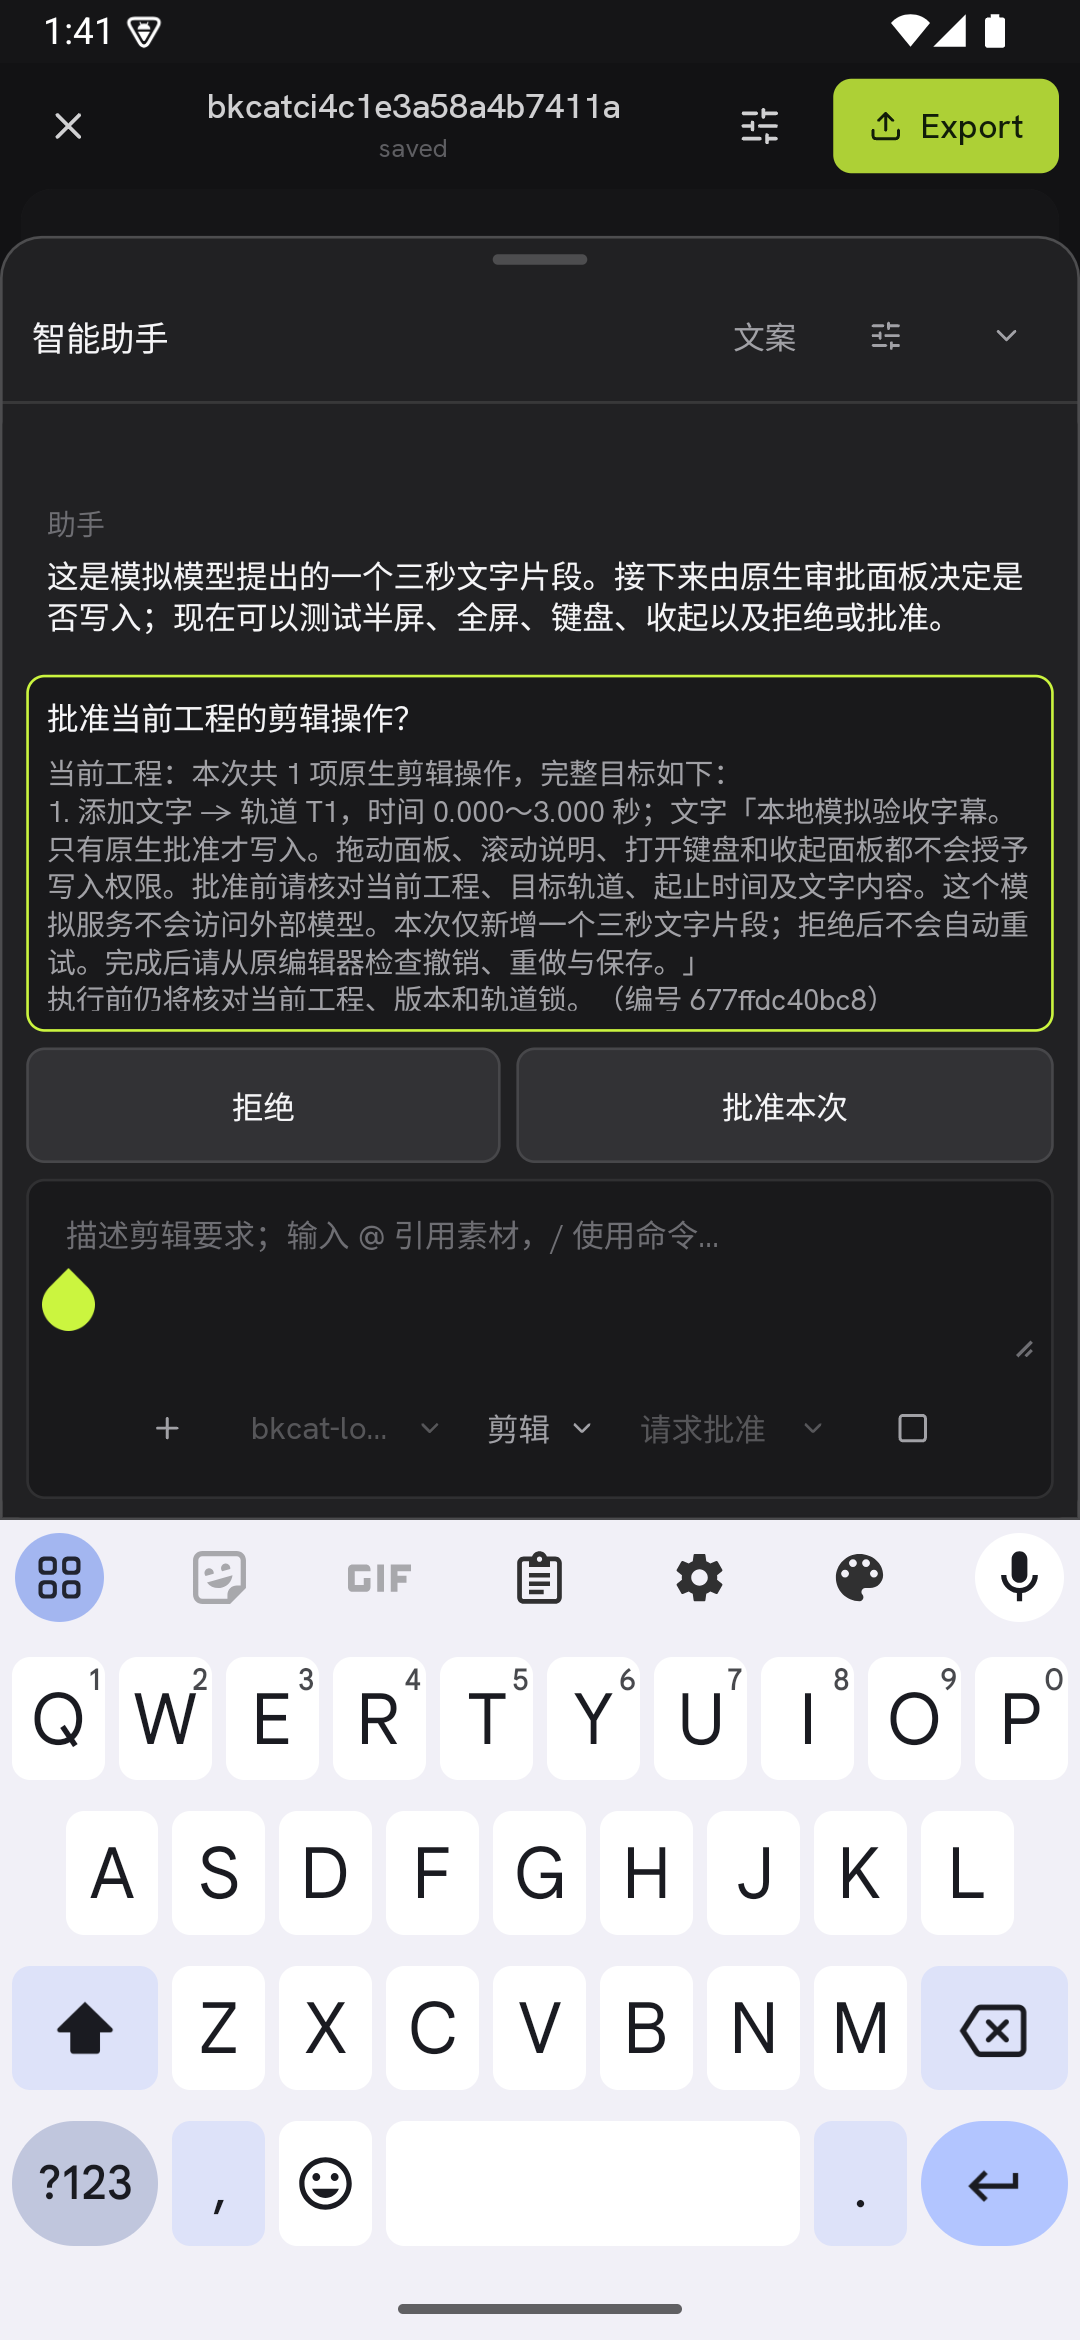 1:41
bkcatci4c1e3a58a4b7411a
saved
Export
智能助手
文案
助手
这是模拟模型提出的一个三秒文字片段。接下来由原生审批面板决定是
否写入；现在可以测试半屏、全屏、键盘、收起以及拒绝或批准。
批准当前工程的剪辑操作？
当前工程：本次共 1 项原生剪辑操作，完整目标如下：
1. 添加文字 → 轨道 T1，时间 0.000～3.000 秒；文字「本地模拟验收字幕。
只有原生批准才写入。拖动面板、滚动说明、打开键盘和收起面板都不会授予
写入权限。批准前请核对当前工程、目标轨道、起止时间及文字内容。这个模
拟服务不会访问外部模型。本次仅新增一个三秒文字片段；拒绝后不会自动重
试。完成后请从原编辑器检查撤销、重做与保存。」
执行前仍将核对当前工程、版本和轨道锁。（编号 677ffdc40bc8）
拒绝
批准本次
描述剪辑要求；输入 @ 引用素材，/ 使用命令...
bkcat-lo...
剪辑
请求批准
GIF
Q1 W2 E3 R4 T5 Y6 U7 I8 O9 P0
A S D F G H J K L
Z X C V B N M
?123 , .